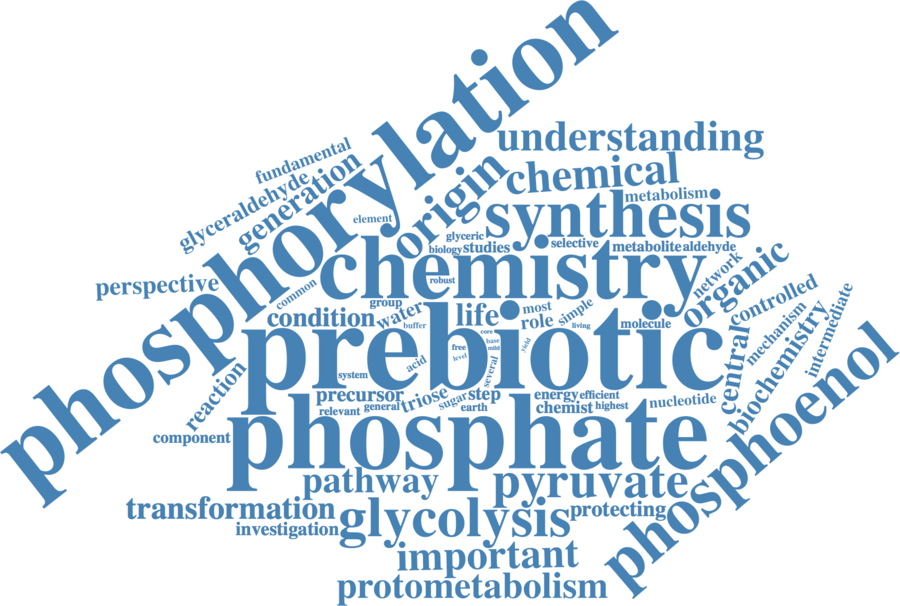 phosphorylation
understanding
fundamental
chemical
generation
origin
metabolism
glyceraldehyde
synthesis
element
glyceric
selective
biology
studies
metabolite
aldehyde
chemistry
network
organic
perspective
common
robust
controlled
group
water
life
most
simple
condition
buffer
role
living
molecule
mechanism
intermediate
prebiotic
core
base
free
mild
yield
level
central
biochemistry
acid
several
system
reaction
precursor
triose
sugar
step
energy
efficient
nucleotide
relevant
general
earth
chemist
highest
phosphoenol
component
phosphate
pathway
pyruvate
transformation
glycolysis
protecting
investigation
important
protometabolism